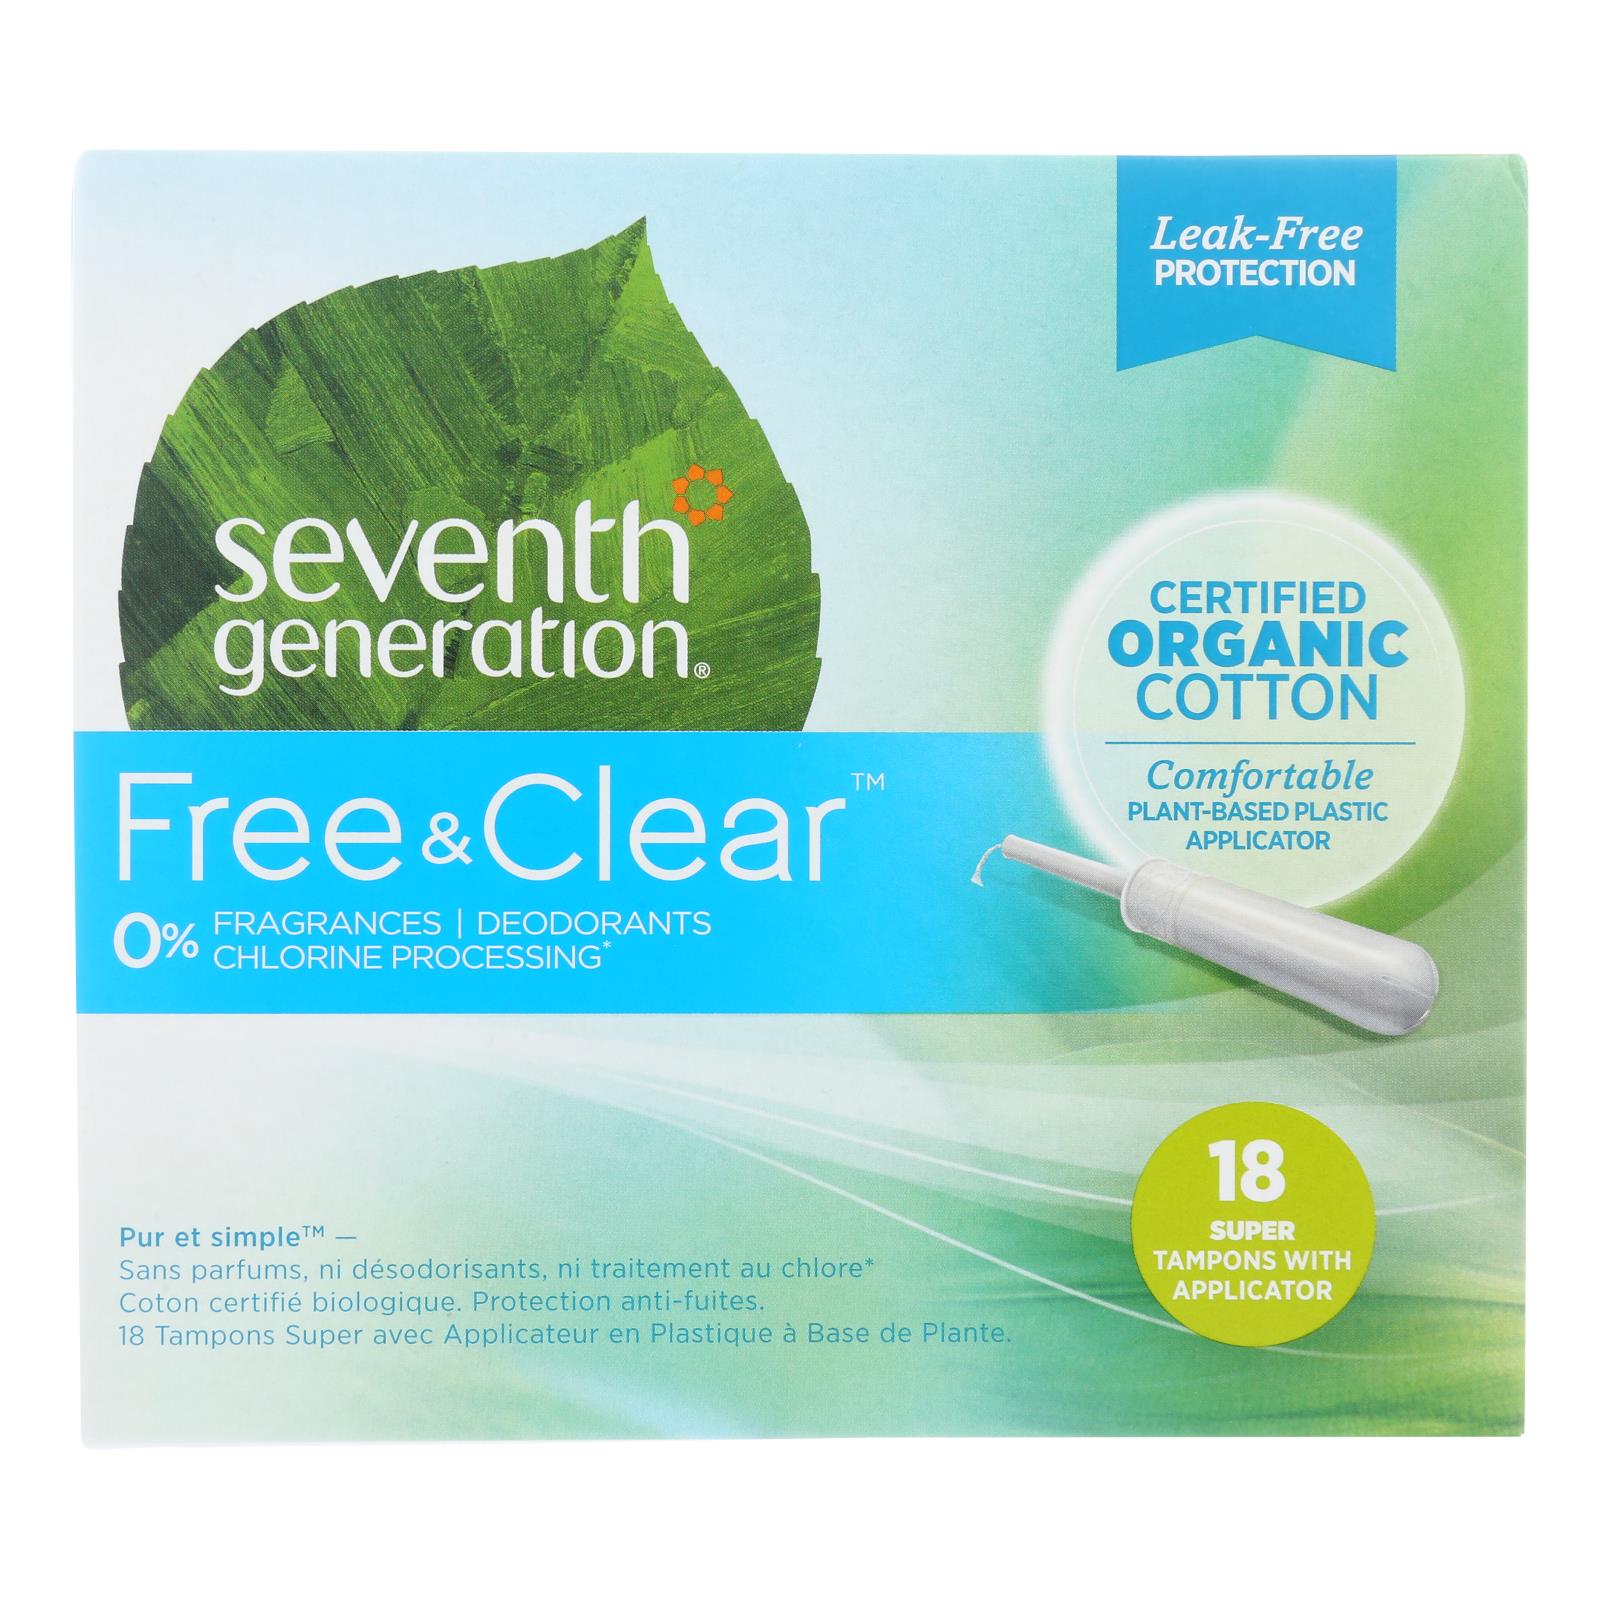 Leak-Free
PROTECTION
seventh
generation®
CERTIFIED
ORGANIC
COTTON
Comfortable
PLANT-BASED PLASTIC
APPLICATOR
Free & Clear™
0% FRAGRANCES | DEODORANTS
CHLORINE PROCESSING*
18
SUPER
TAMPONS WITH
APPLICATOR
Pur et simple™ —
Sans parfums, ni désodorisants, ni traitement au chlore*
Coton certifié biologique. Protection anti-fuites.
18 Tampons Super avec Applicateur en Plastique à Base de Plante.